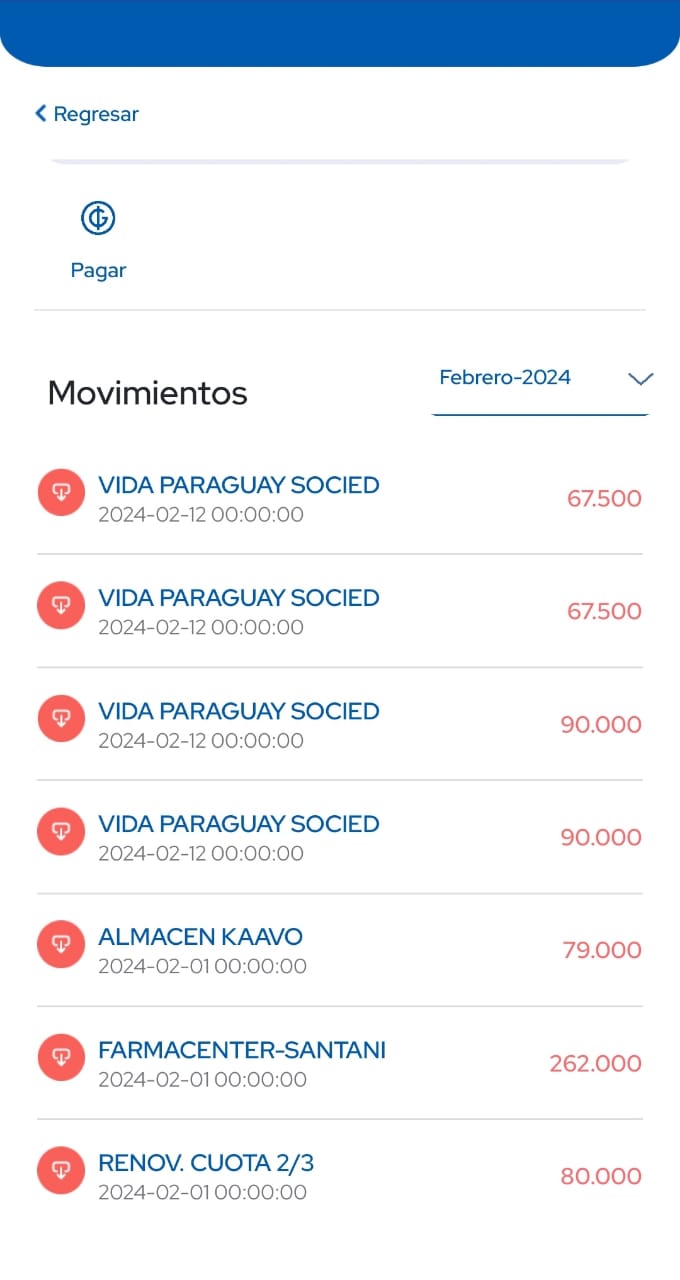 Regresar
Pagar
Movimientos
Febrero-2024
VIDA PARAGUAY SOCIED
67.500
2024-02-12 00:00:00
VIDA PARAGUAY SOCIED
67.500
2024-02-12 00:00:00
VIDA PARAGUAY SOCIED
90.000
2024-02-12 00:00:00
VIDA PARAGUAY SOCIED
90.000
2024-02-12 00:00:00
ALMACEN KAAVO
79.000
2024-02-01 00:00:00
FARMACENTER-SANTANI
262.000
2024-02-01 00:00:00
RENOV. CUOTA 2/3
80.000
2024-02-01 00:00:00